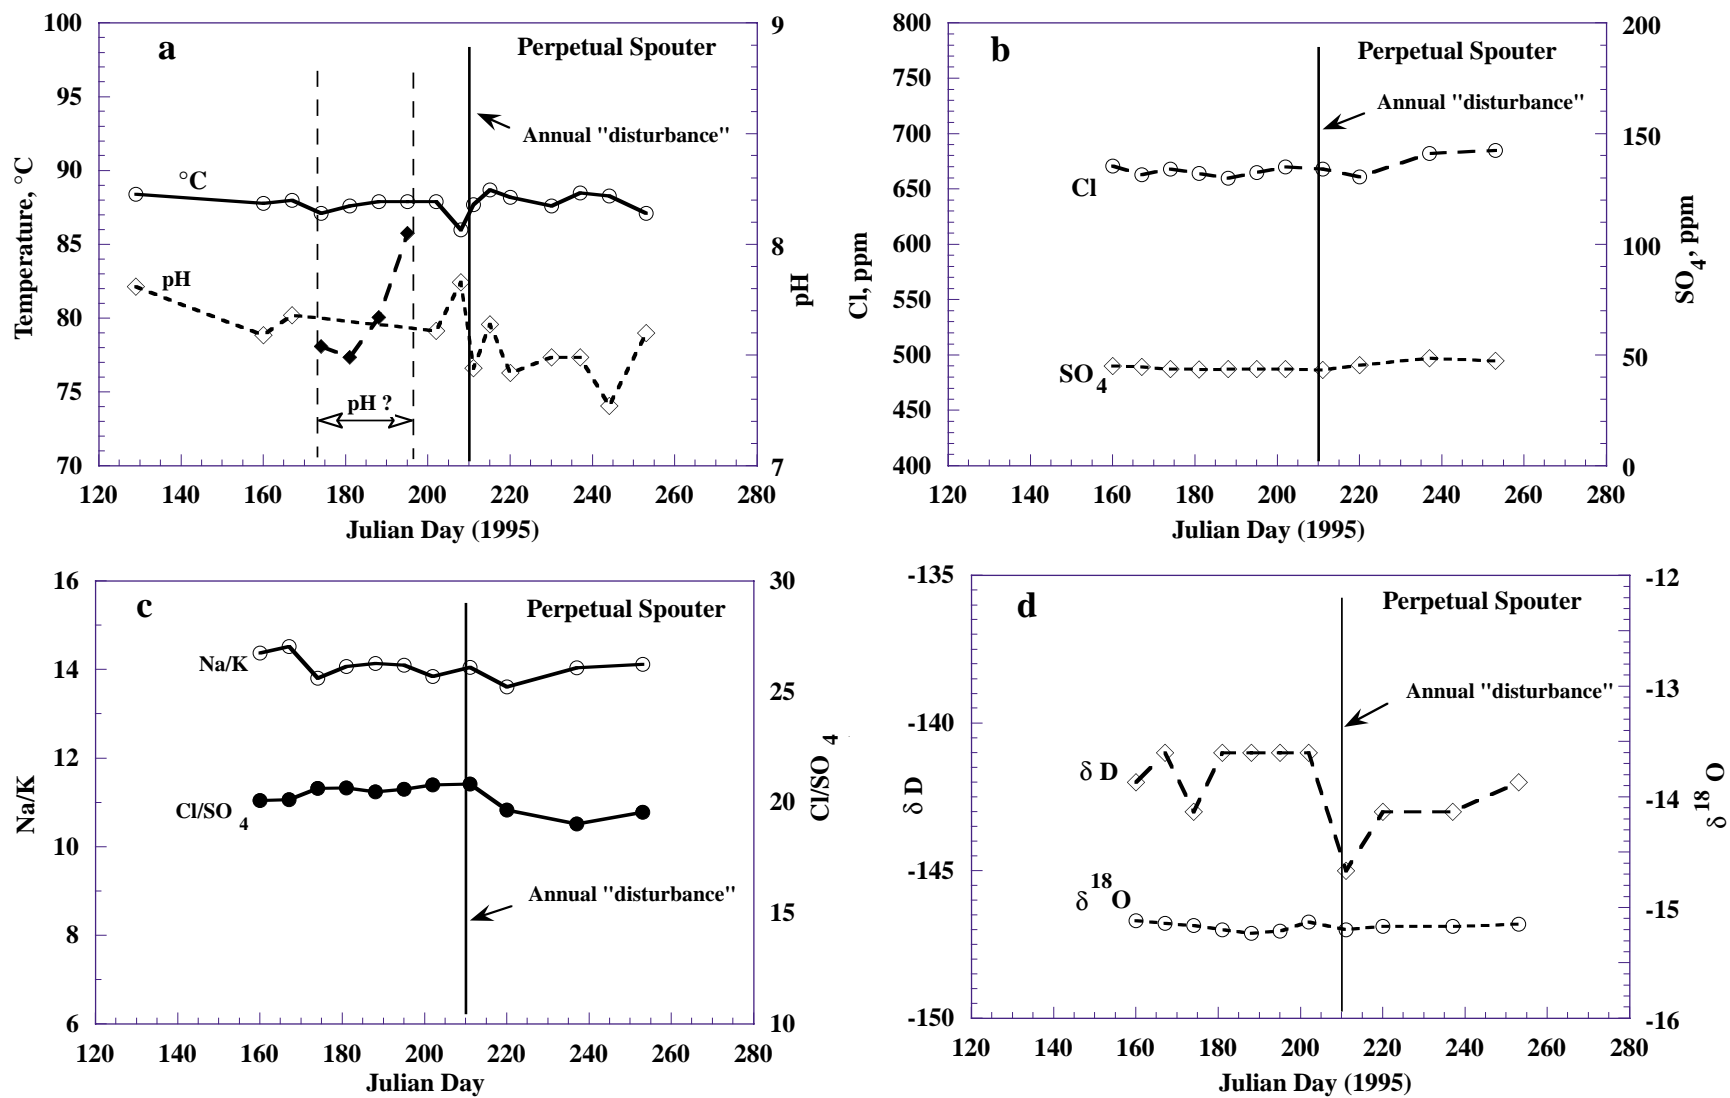 a
Perpetual Spouter
Annual "disturbance"
°C
pH
pH ?
100
95
90
85
80
75
70
9
8
7
120 140 160 180 200 220 240 260 280
Temperature, °C
pH
Julian Day (1995)
b
Perpetual Spouter
Annual "disturbance"
Cl
SO4
800
750
700
650
600
550
500
450
400
200
150
100
50
0
120 140 160 180 200 220 240 260 280
Cl, ppm
SO4, ppm
Julian Day (1995)
c
Perpetual Spouter
Na/K
Cl/SO4
Annual "disturbance"
16
14
12
10
8
6
30
25
20
15
10
120 140 160 180 200 220 240 260 280
Na/K
Cl/SO4
Julian Day
d
Perpetual Spouter
Annual "disturbance"
δ D
δ18O
-135
-140
-145
-150
-12
-13
-14
-15
-16
120 140 160 180 200 220 240 260 280
δ D
δ18O
Julian Day (1995)